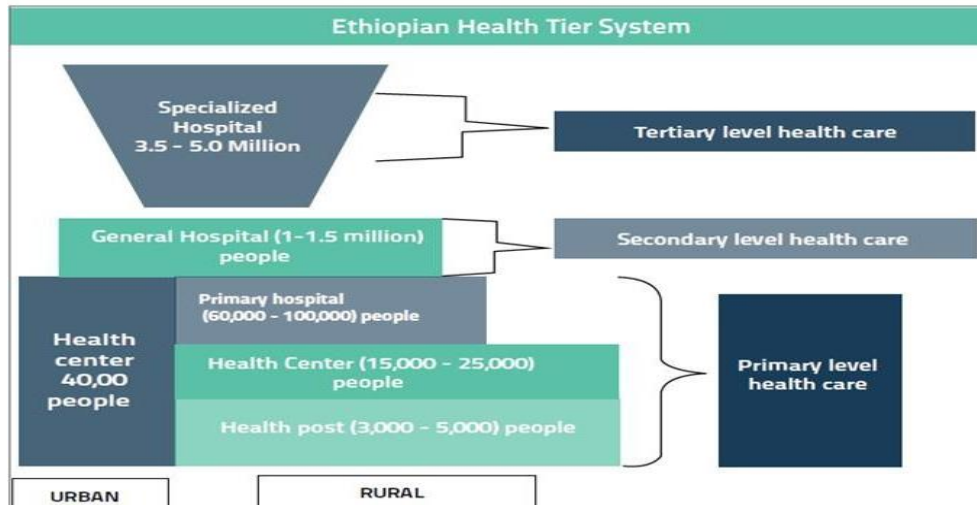 Ethiopian Health Tier System
Specialized
Hospital
3.5 - 5.0 Million
Tertiary level health care
General Hospital (1-1.5 million)
people
Secondary level health care
Primary hospital
(60,000 - 100,000) people
Health
center
40,00
people
Health Center (15,000 - 25,000)
people
Primary level
health care
Health post (3,000 - 5,000) people
URBAN
RURAL